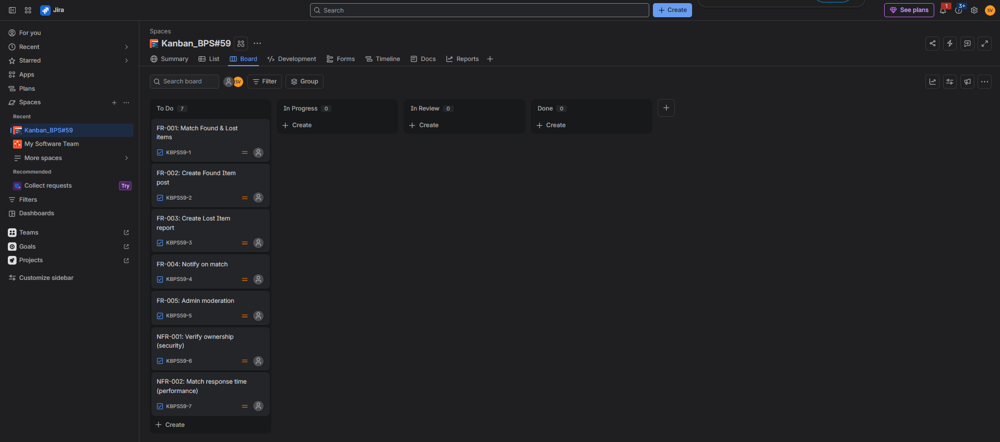 Jira
Search
Create
See plans
1
3+
SV
For you
Recent
Starred
Apps
Plans
Spaces
Recent
Kanban_BPS#59
My Software Team
More spaces
Recommended
Collect requests
Try
Filters
Dashboards
Teams
Goals
Projects
Customize sidebar
Spaces
Kanban_BPS#59
Summary
List
Board
Development
Forms
Timeline
Docs
Reports
Search board
SV
Filter
Group
To Do 7
FR-001: Match Found & Lost
items
KBPS59-1
FR-002: Create Found Item
post
KBPS59-2
FR-003: Create Lost Item
report
KBPS59-3
FR-004: Notify on match
KBPS59-4
FR-005: Admin moderation
KBPS59-5
NFR-001: Verify ownership
(security)
KBPS59-6
NFR-002: Match response time
(performance)
KBPS59-7
Create
In Progress 0
Create
In Review 0
Create
Done 0
Create